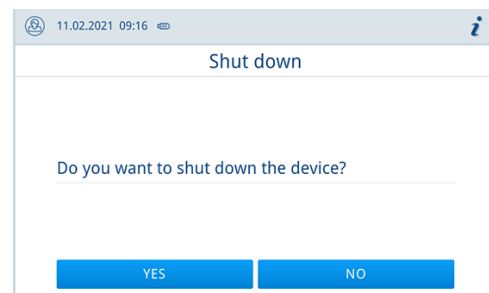 11.02.2021 09:16
i
Shut down
Do you want to shut down the device?
YES NO